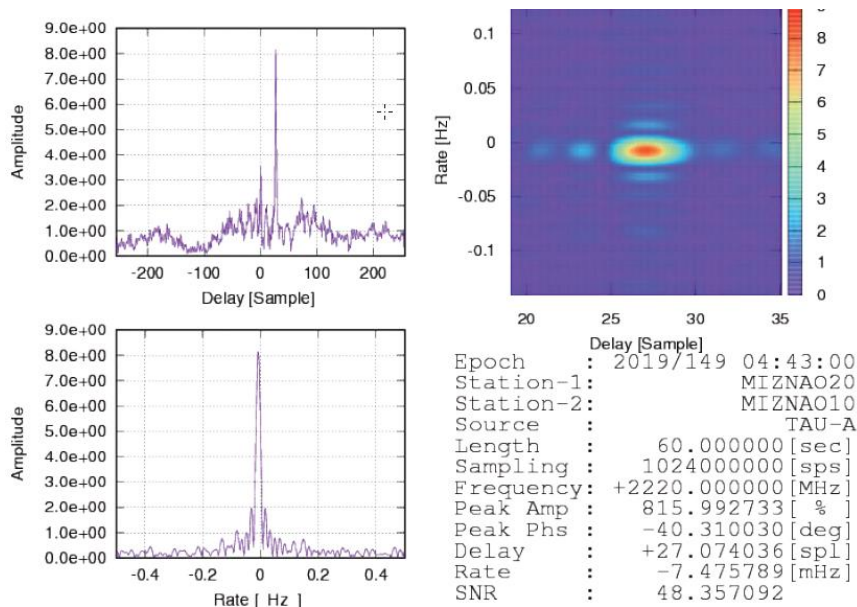 9.0e+00
8.0e+00
7.0e+00
6.0e+00
5.0e+00
4.0e+00
3.0e+00
2.0e+00
1.0e+00
0.0e+00
Amplitude
-200 -100 0 100 200
Delay [Sample]
0.1
0.05
0
-0.05
-0.1
Rate [Hz]
20 25 30 35
Delay [Sample]
8
7
6
5
4
3
2
1
0
9.0e+00
8.0e+00
7.0e+00
6.0e+00
5.0e+00
4.0e+00
3.0e+00
2.0e+00
1.0e+00
0.0e+00
Amplitude
-0.4 -0.2 0 0.2 0.4
Rate [ Hz ]
Epoch : 2019/149 04:43:00
Station-1: MIZNAO20
Station-2: MIZNAO10
Source : TAU-A
Length : 60.000000[sec]
Sampling : 1024000000[sps]
Frequency: +2220.000000[MHz]
Peak Amp : 815.992733[ % ]
Peak Phs : -40.310030[deg]
Delay : +27.074036[spl]
Rate : -7.475789[mHz]
SNR : 48.357092